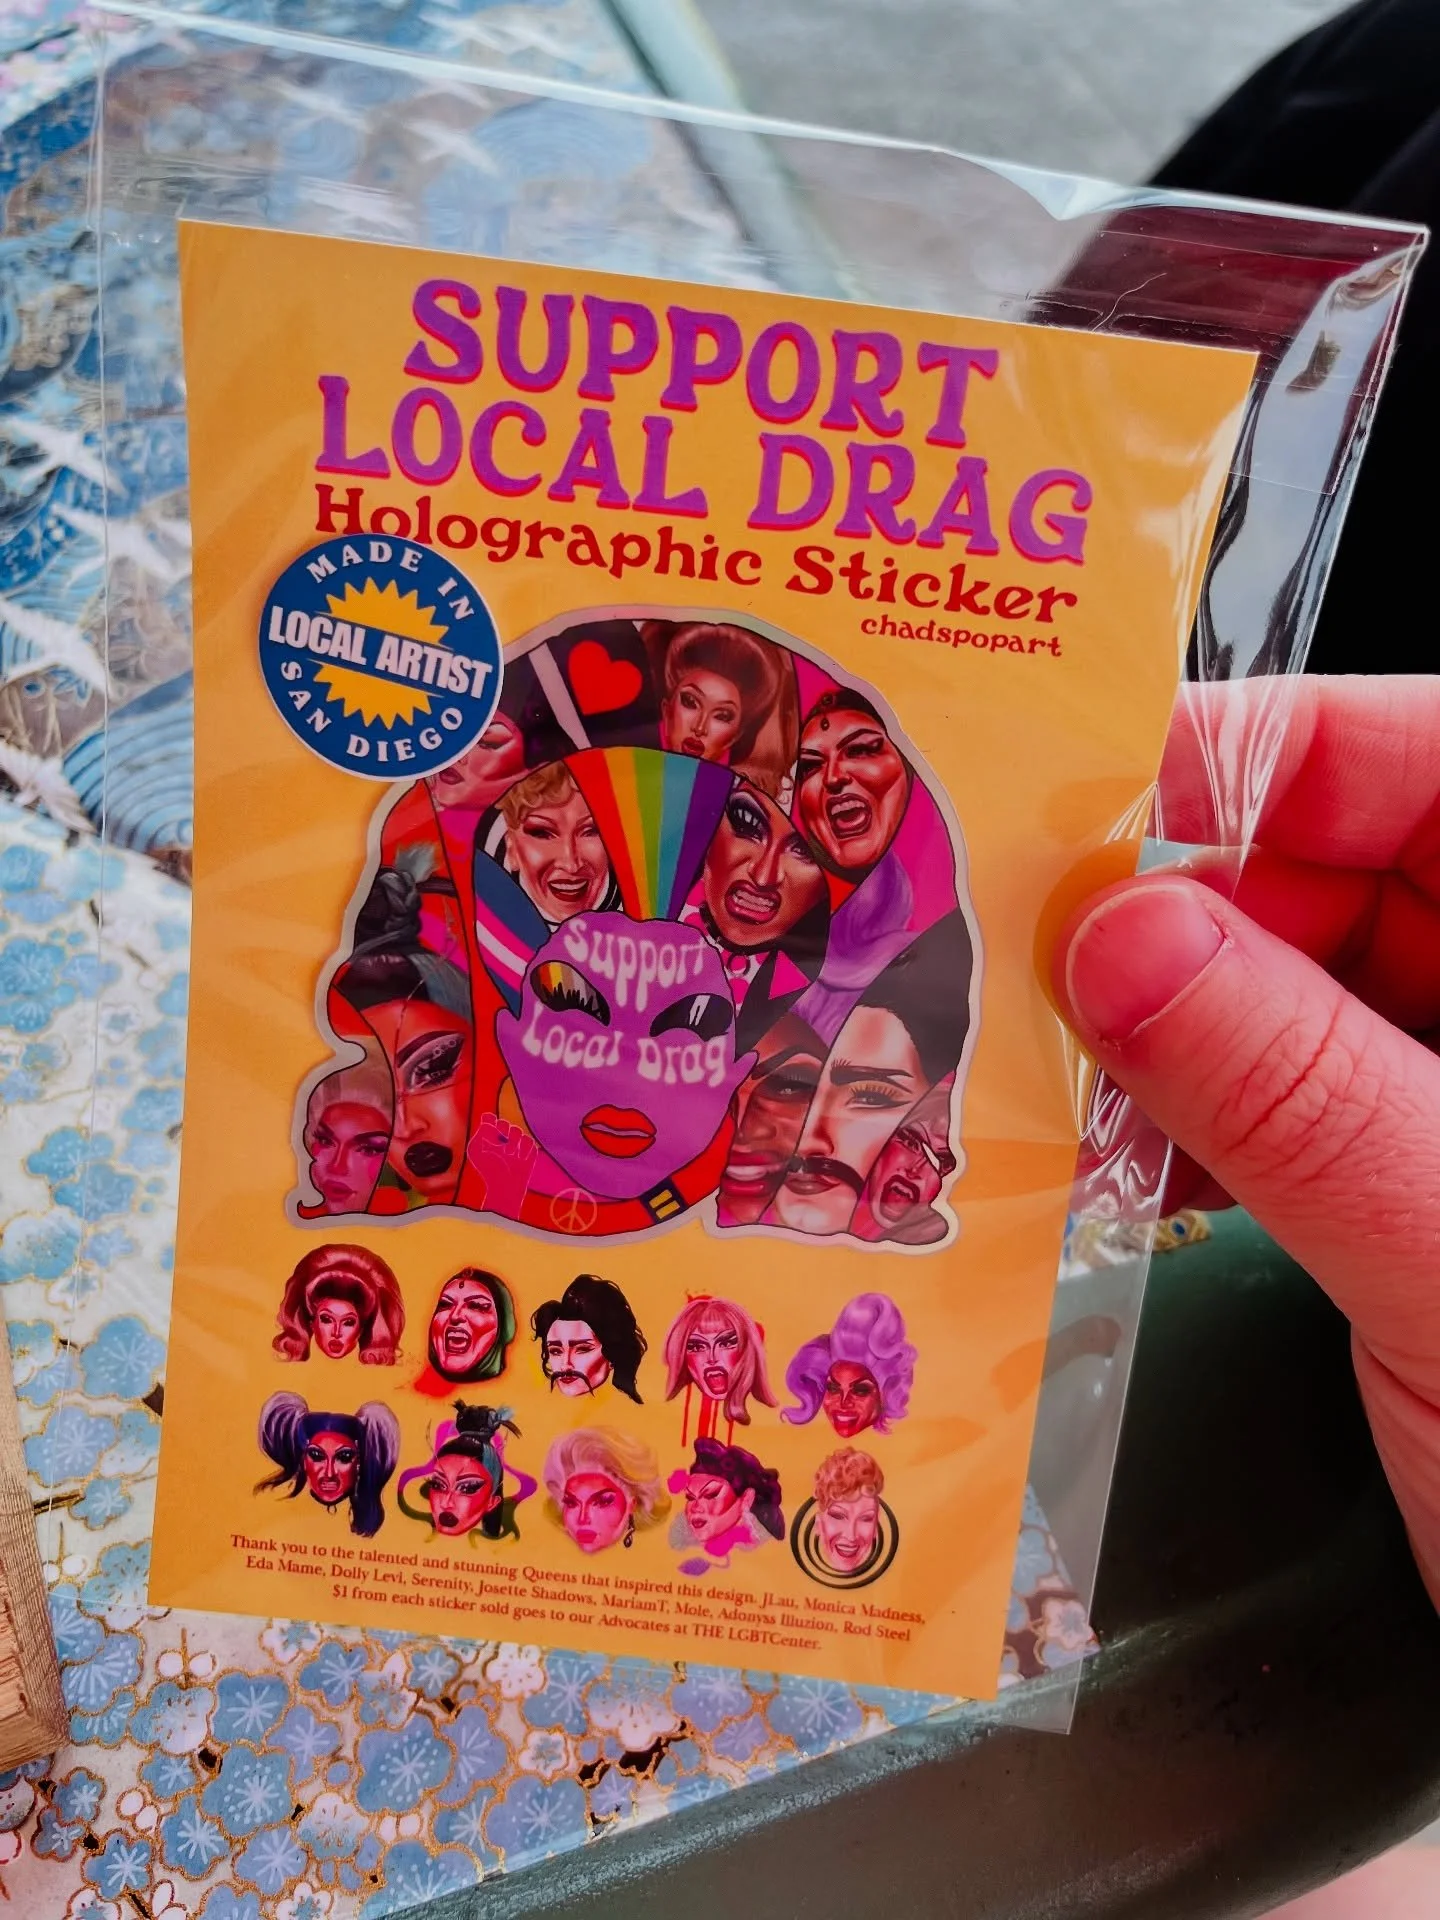 SUPPORT
LOCAL DRAG
Holographic Sticker
chadspopart
MADE IN
LOCAL ARTIST
SAN DIEGO
Support
Local Drag
Thank you to the talented and stunning Queens that inspired this design. JLau, Monica Madness,
Eda Mame, Dolly Levi, Serenity, Josette Shadows, MariamT, Mole, Adonyss Illuzion, Rod Steel
$1 from each sticker sold goes to our Advocates at THE LGBTCenter.